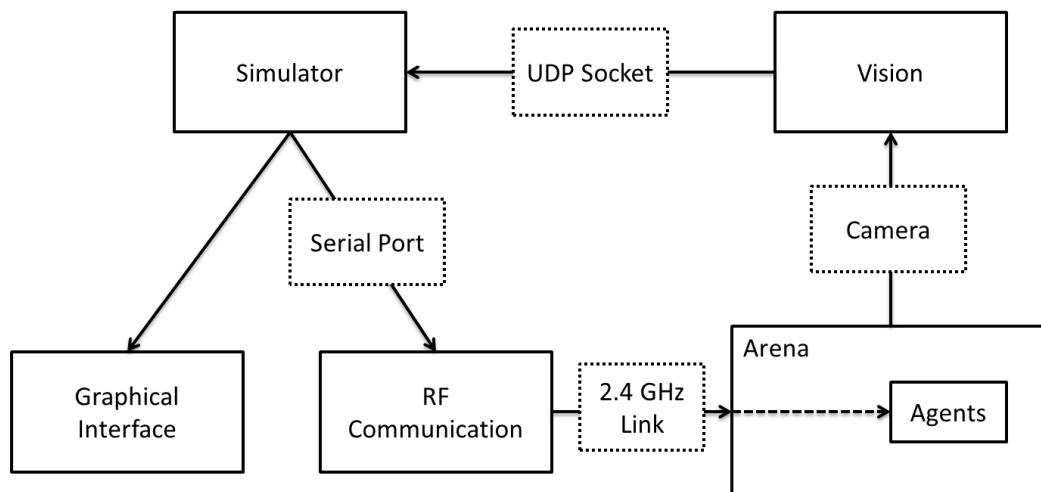 Simulator
UDP Socket
Vision
Serial Port
Camera
Arena
Graphical
Interface
RF
Communication
2.4 GHz
Link
Agents